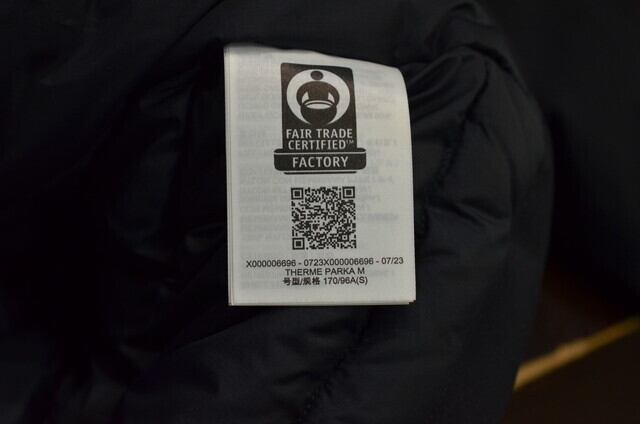 FAIR TRADE
CERTIFIED™
FACTORY
X000006696 - 0723X000006696 - 07/23
THERME PARKA M
号型/规格 170/96A(S)